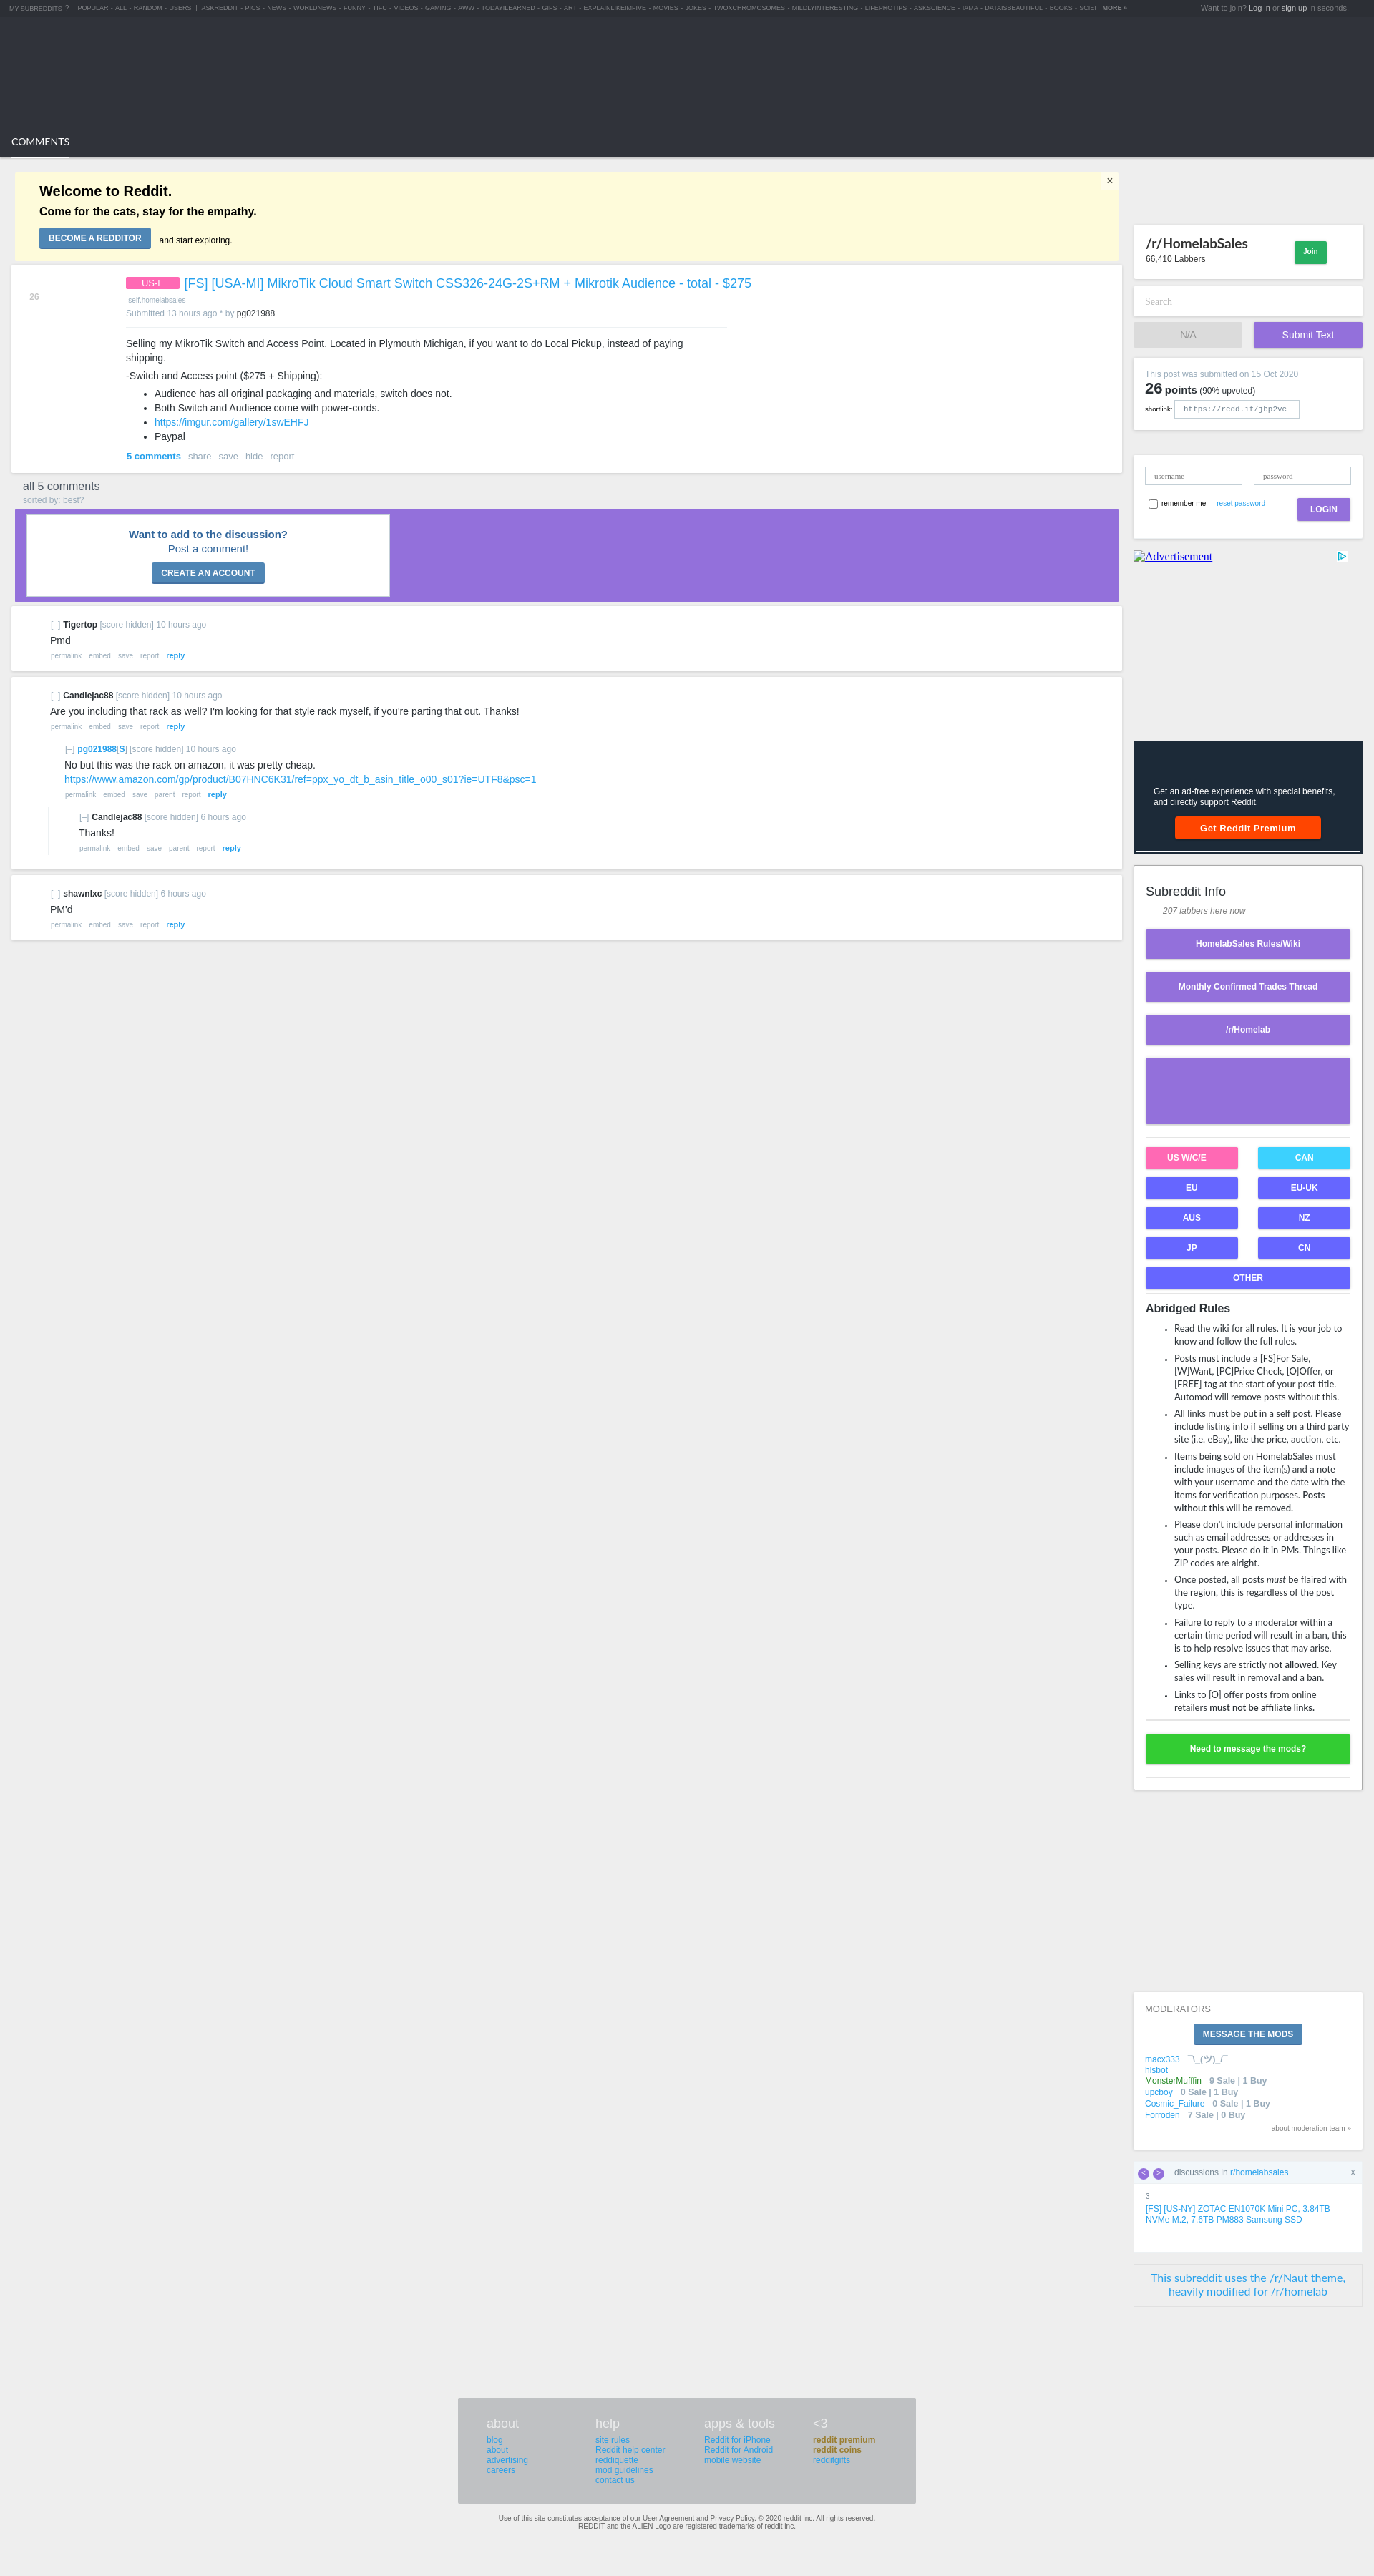 MY SUBREDDITS ? POPULAR - ALL - RANDOM - USERS | ASKREDDIT - PICS - NEWS - WORLDNEWS - FUNNY - TIFU - VIDEOS - GAMING - AWW - TODAYILEARNED - GIFS - ART - EXPLAINLIKEIMFIVE - MOVIES - JOKES - TWOXCHROMOSOMES - MILDLYINTERESTING - LIFEPROTIPS - ASKSCIENCE - IAMA - DATAISBEAUTIFUL - BOOKS - MORE »
Want to join? Log in or sign up in seconds. |
COMMENTS
Welcome to Reddit.
Come for the cats, stay for the empathy.
BECOME A REDDITOR and start exploring.
×
26
US-E [FS] [USA-MI] MikroTik Cloud Smart Switch CSS326-24G-2S+RM + Mikrotik Audience - total - $275
self.homelabsales
Submitted 13 hours ago * by pg021988
Selling my MikroTik Switch and Access Point. Located in Plymouth Michigan, if you want to do Local Pickup, instead of paying
shipping.
-Switch and Access point ($275 + Shipping):
• Audience has all original packaging and materials, switch does not.
• Both Switch and Audience come with power-cords.
• https://imgur.com/gallery/1swEHFJ
• Paypal
5 comments share save hide report
all 5 comments
sorted by: best?
Want to add to the discussion?
Post a comment!
CREATE AN ACCOUNT
[–] Tigertop [score hidden] 10 hours ago
Pmd
permalink embed save report reply
[–] Candlejac88 [score hidden] 10 hours ago
Are you including that rack as well? I'm looking for that style rack myself, if you're parting that out. Thanks!
permalink embed save report reply
[–] pg021988[S] [score hidden] 10 hours ago
No but this was the rack on amazon, it was pretty cheap.
https://www.amazon.com/gp/product/B07HNC6K31/ref=ppx_yo_dt_b_asin_title_o00_s01?ie=UTF8&psc=1
permalink embed save parent report reply
[–] Candlejac88 [score hidden] 6 hours ago
Thanks!
permalink embed save parent report reply
[–] shawnlxc [score hidden] 6 hours ago
PM'd
permalink embed save report reply
/r/HomelabSales
66,410 Labbers
Join
Search
N/A
Submit Text
This post was submitted on 15 Oct 2020
26 points (90% upvoted)
shortlink: https://redd.it/jbp2vc
username
password
remember me reset password
LOGIN
Advertisement
Get an ad-free experience with special benefits,
and directly support Reddit.
Get Reddit Premium
Subreddit Info
207 labbers here now
HomelabSales Rules/Wiki
Monthly Confirmed Trades Thread
/r/Homelab
US W/C/E
CAN
EU
EU-UK
AUS
NZ
JP
CN
OTHER
Abridged Rules
• Read the wiki for all rules. It is your job to
know and follow the full rules.
• Posts must include a [FS]For Sale,
[W]Want, [PC]Price Check, [O]Offer, or
[FREE] tag at the start of your post title.
Automod will remove posts without this.
• All links must be put in a self post. Please
include listing info if selling on a third party
site (i.e. eBay), like the price, auction, etc.
• Items being sold on HomelabSales must
include images of the item(s) and a note
with your username and the date with the
items for verification purposes. Posts
without this will be removed.
• Please don't include personal information
such as email addresses or addresses in
your posts. Please do it in PMs. Things like
ZIP codes are alright.
• Once posted, all posts must be flaired with
the region, this is regardless of the post
type.
• Failure to reply to a moderator within a
certain time period will result in a ban, this
is to help resolve issues that may arise.
• Selling keys are strictly not allowed. Key
sales will result in removal and a ban.
• Links to [O] offer posts from online
retailers must not be affiliate links.
Need to message the mods?
MODERATORS
MESSAGE THE MODS
macx333 ¯\_(ツ)_/¯
hlsbot
MonsterMufffin 9 Sale | 1 Buy
upcboy 0 Sale | 1 Buy
Cosmic_Failure 0 Sale | 1 Buy
Forroden 7 Sale | 0 Buy
about moderation team »
< > discussions in r/homelabsales X
3
[FS] [US-NY] ZOTAC EN1070K Mini PC, 3.84TB
NVMe M.2, 7.6TB PM883 Samsung SSD
This subreddit uses the /r/Naut theme,
heavily modified for /r/homelab
about
blog
about
advertising
careers
help
site rules
Reddit help center
reddiquette
mod guidelines
contact us
apps & tools
Reddit for iPhone
Reddit for Android
mobile website
<3
reddit premium
reddit coins
redditgifts
Use of this site constitutes acceptance of our User Agreement and Privacy Policy. © 2020 reddit inc. All rights reserved.
REDDIT and the ALIEN Logo are registered trademarks of reddit inc.